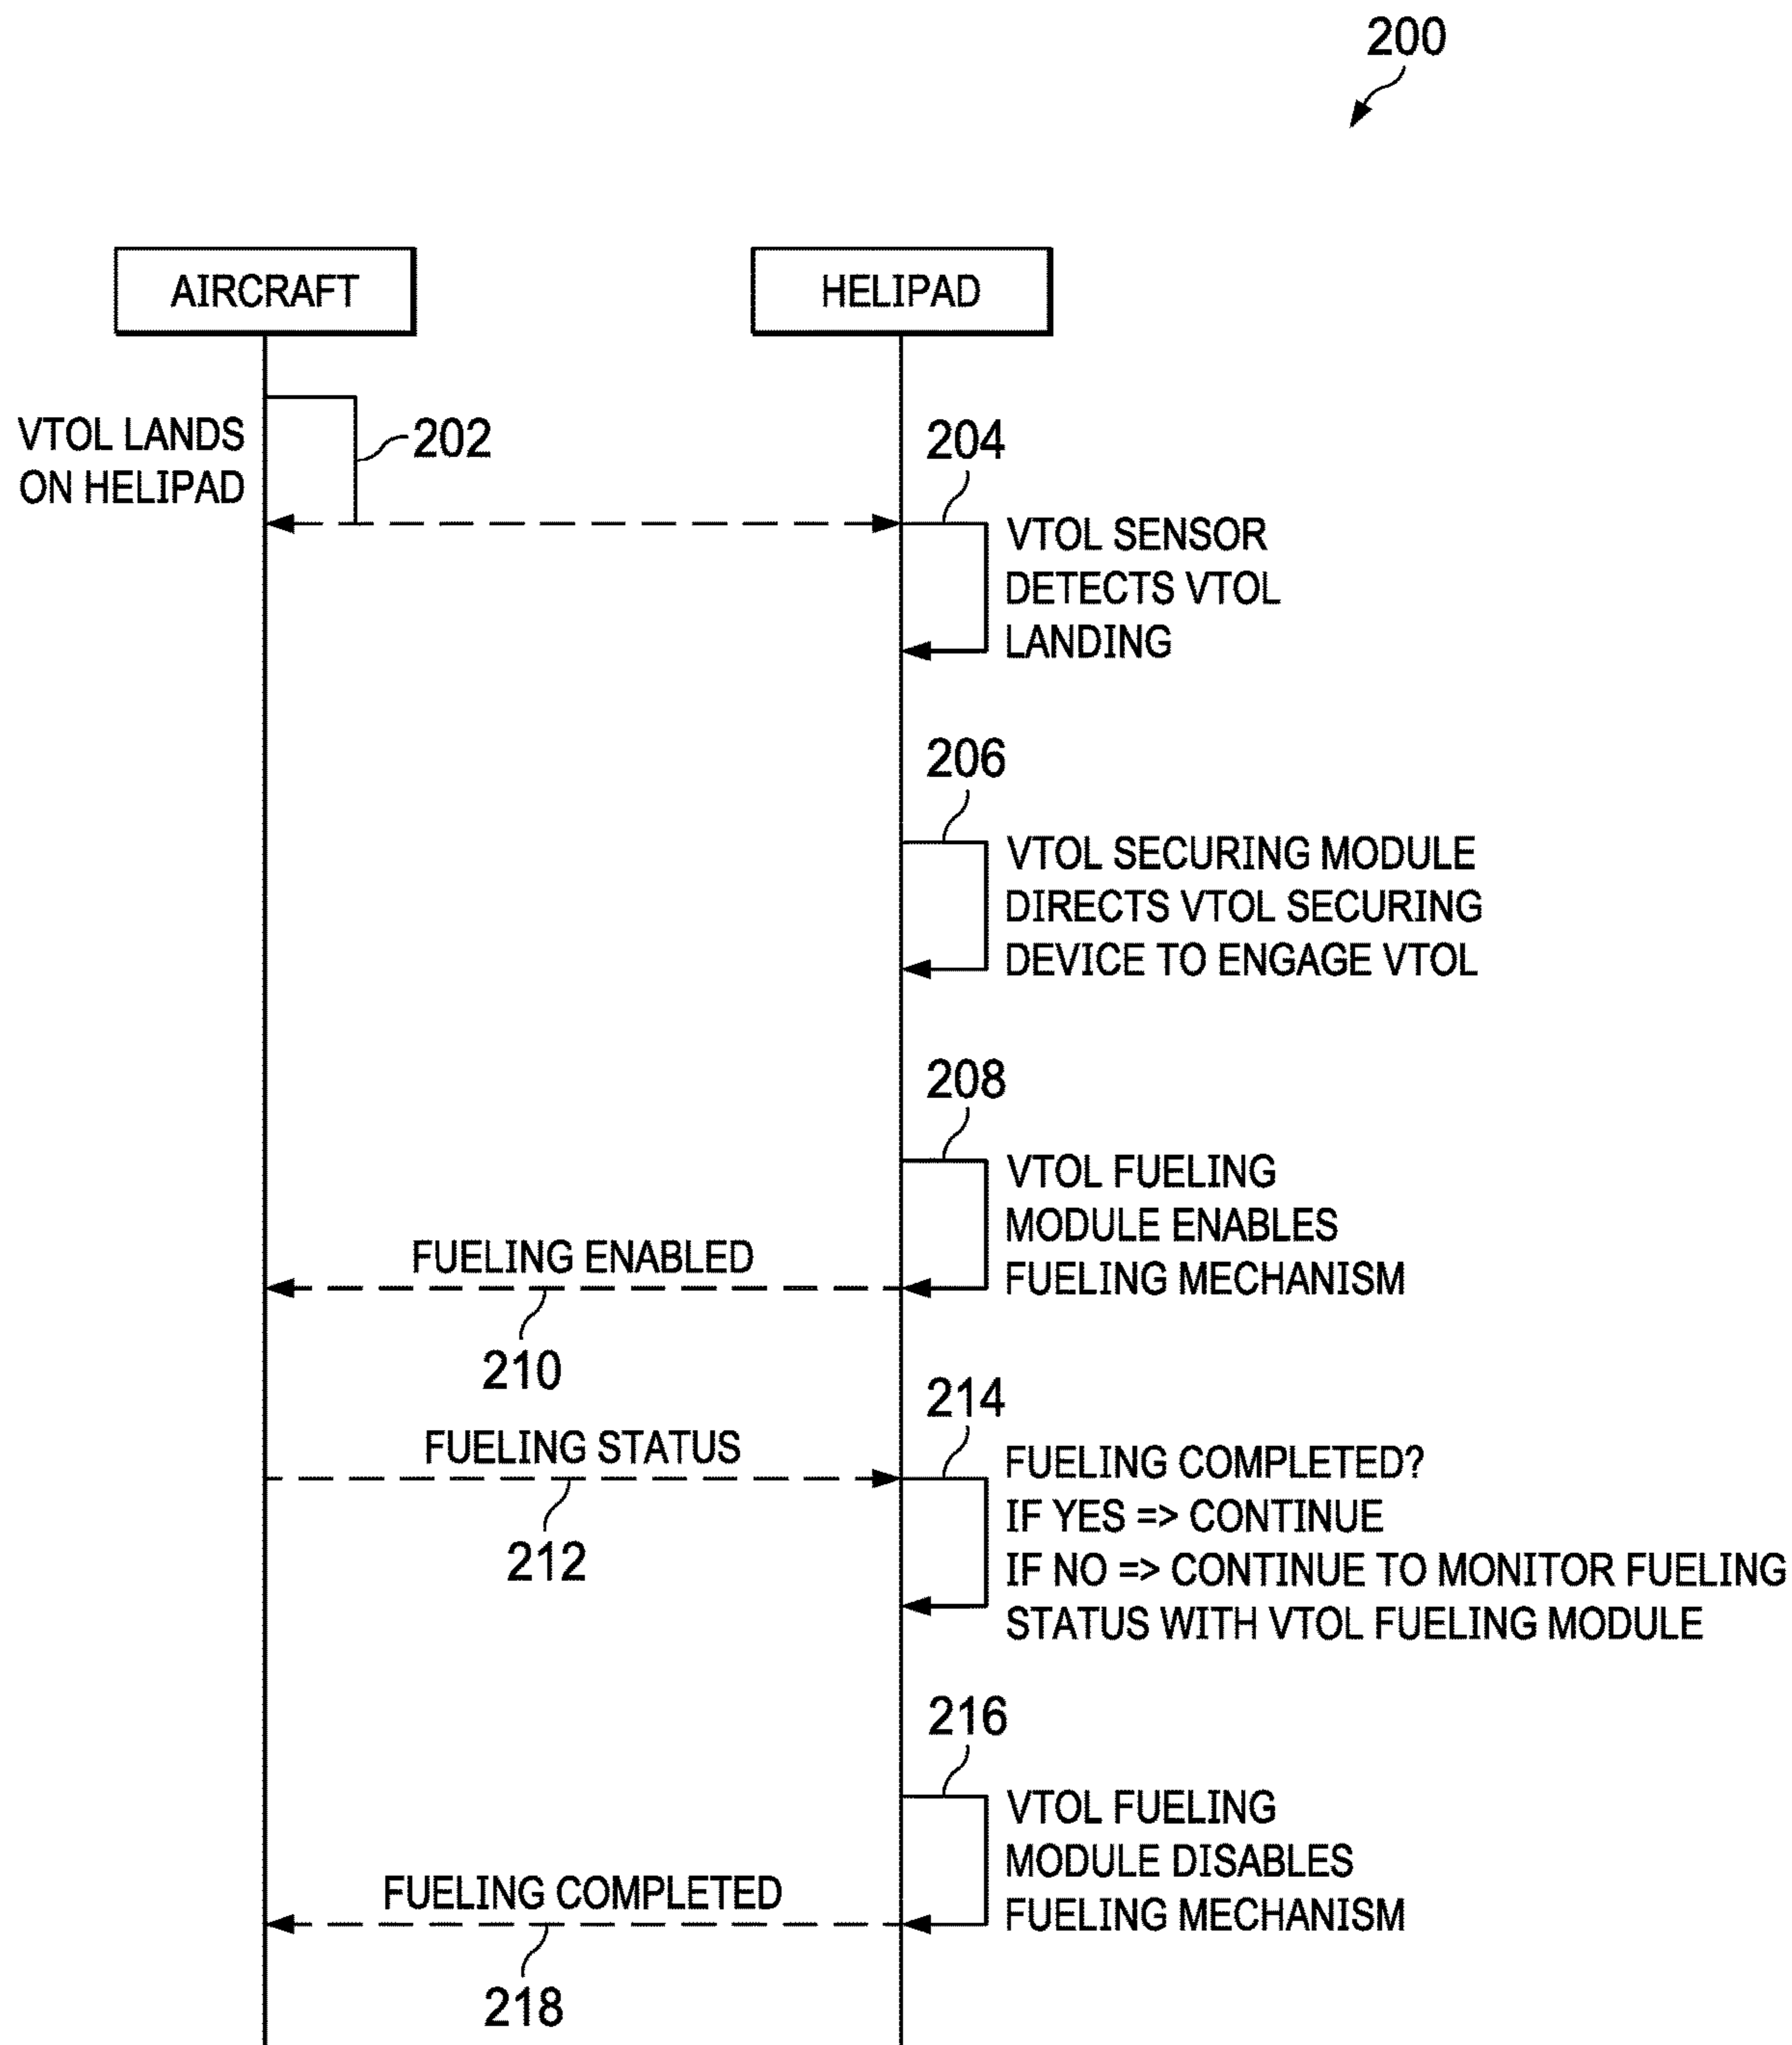 200
AIRCRAFT
HELIPAD
VTOL LANDS
ON HELIPAD
202
204
VTOL SENSOR
DETECTS VTOL
LANDING
206
VTOL SECURING MODULE
DIRECTS VTOL SECURING
DEVICE TO ENGAGE VTOL
208
VTOL FUELING
MODULE ENABLES
FUELING MECHANISM
FUELING ENABLED
210
FUELING STATUS
212
214
FUELING COMPLETED?
IF YES => CONTINUE
IF NO => CONTINUE TO MONITOR FUELING
STATUS WITH VTOL FUELING MODULE
216
VTOL FUELING
MODULE DISABLES
FUELING MECHANISM
FUELING COMPLETED
218